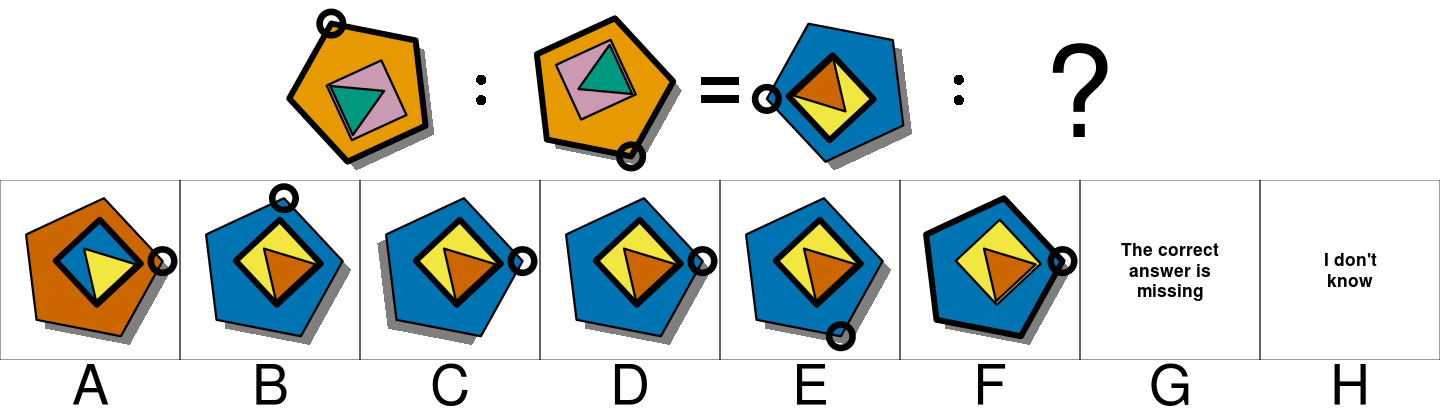 : = : ?
The correct
answer is
missing
I don't
know
A B C D E F G H